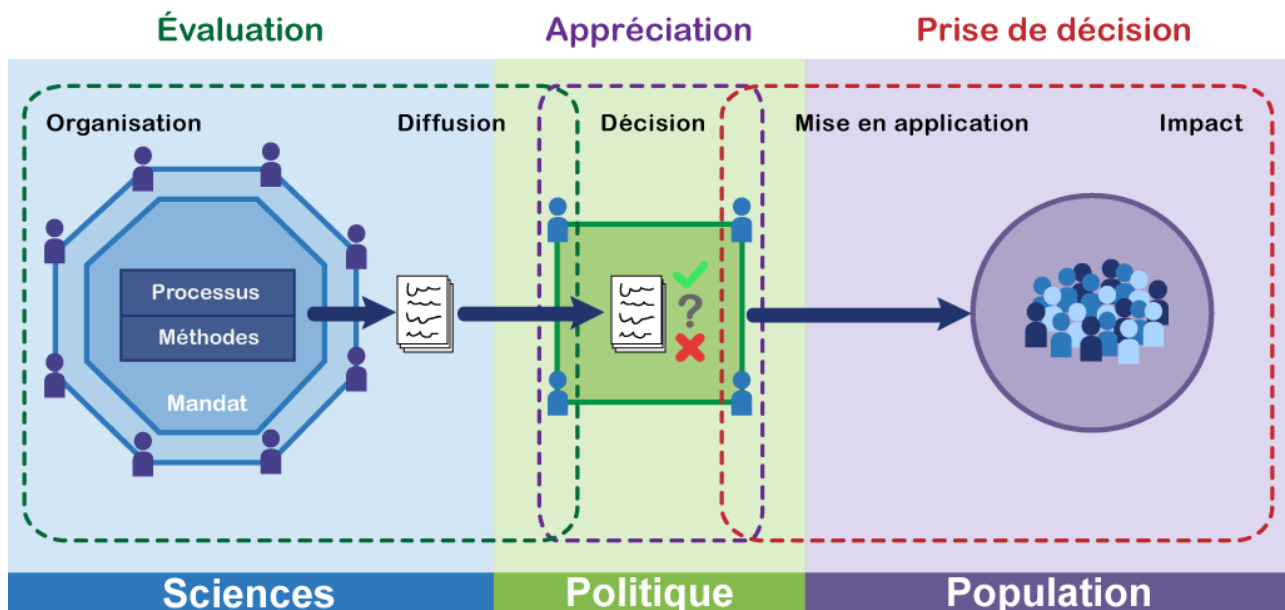 Évaluation
Appréciation
Prise de décision
Organisation
Diffusion
Décision
Mise en application
Impact
Processus
Méthodes
Mandat
?
Sciences
Politique
Population